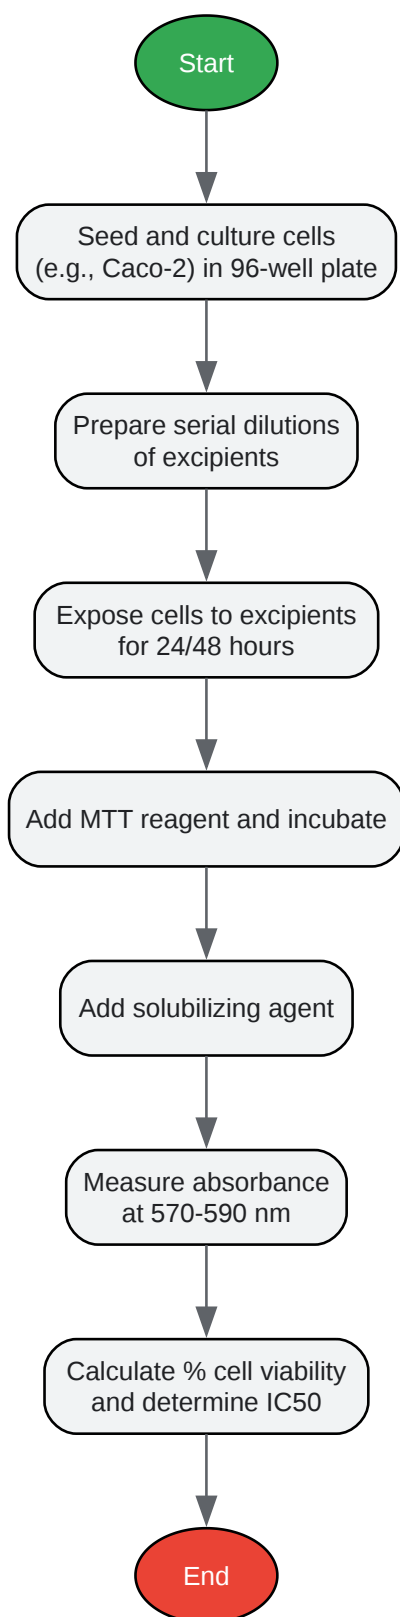 Start
Seed and culture cells
(e.g., Caco-2) in 96-well plate
Prepare serial dilutions
of excipients
Expose cells to excipients
for 24/48 hours
Add MTT reagent and incubate
Add solubilizing agent
Measure absorbance
at 570-590 nm
Calculate % cell viability
and determine IC50
End